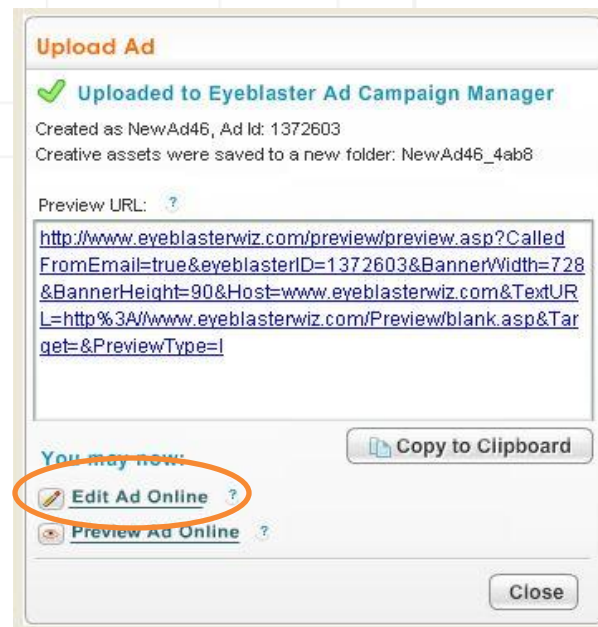 Upload Ad
Uploaded to Eyeblaster Ad Campaign Manager
Created as NewAd46, Ad Id: 1372603
Creative assets were saved to a new folder: NewAd46_4ab8
Preview URL: ?
http://www.eyeblasterwiz.com/preview/preview.asp?Called
FromEmail=true&eyeblasterID=1372603&BannerWidth=728
&BannerHeight=90&Host=www.eyeblasterwiz.com&TextUR
L=http%3A//www.eyeblasterwiz.com/Preview/blank.asp&Tar
get=&PreviewType=I
Copy to Clipboard
You may now:
Edit Ad Online ?
Preview Ad Online ?
Close